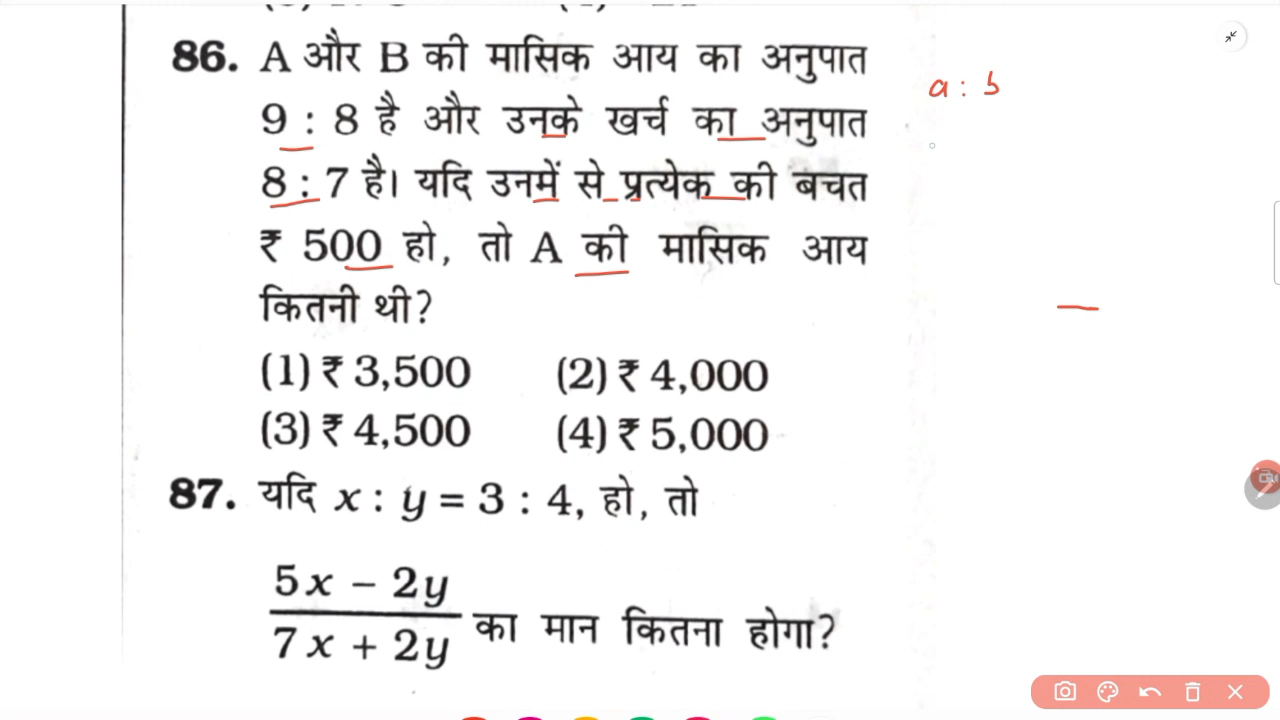 86. A और B की मासिक आय का अनुपात
9 : 8 है और उनके खर्च का अनुपात
8 : 7 है। यदि उनमें से प्रत्येक की बचत
₹ 500 हो, तो A की मासिक आय
कितनी थी?
(1) ₹ 3,500 (2) ₹ 4,000
(3) ₹ 4,500 (4) ₹ 5,000
87. यदि x : y = 3 : 4, हो, तो
5x − 2y
7x + 2y का मान कितना होगा?
a : b